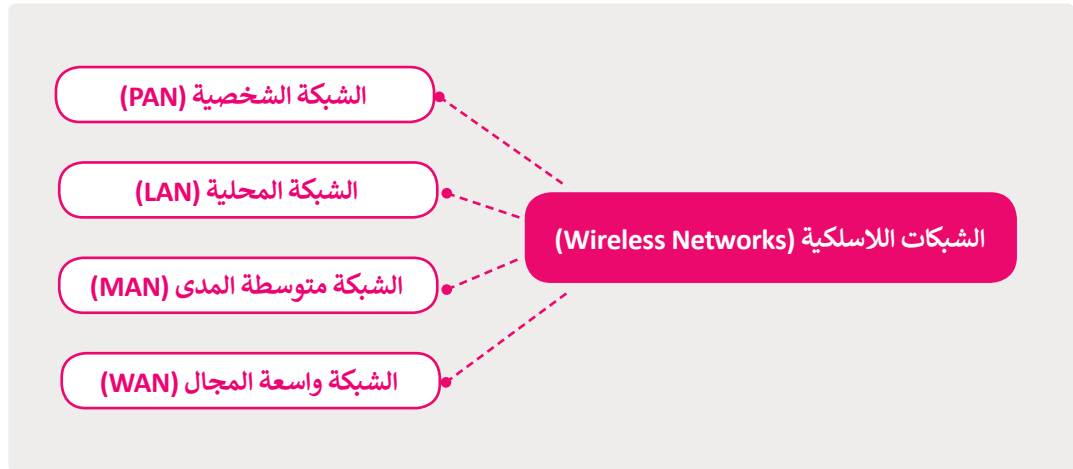 الشبكات اللاسلكية (Wireless Networks)
الشبكة الشخصية (PAN)
الشبكة المحلية (LAN)
الشبكة متوسطة المدى (MAN)
الشبكة واسعة المجال (WAN)